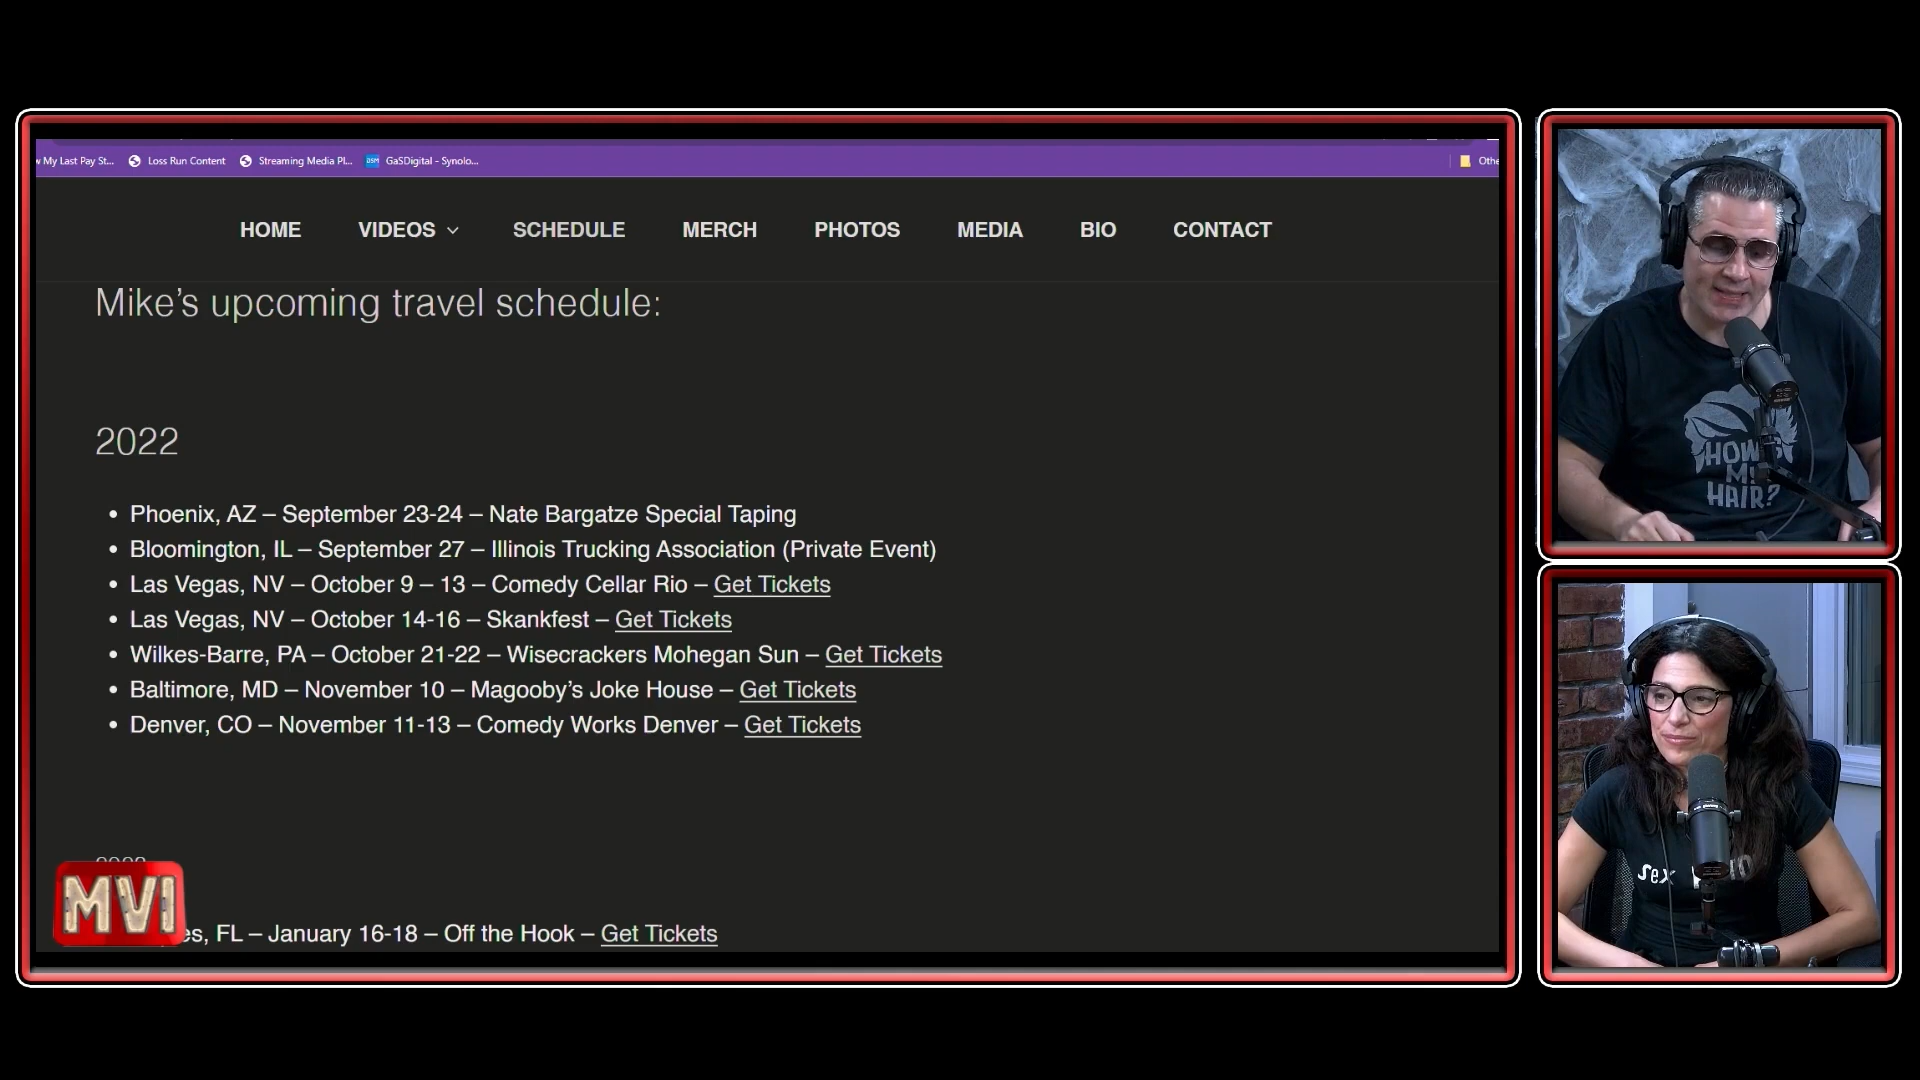 My Last Pay St...
Loss Run Content
Streaming Media Pl...
DSM
GaSDigital - Synolo...
HOME VIDEOS SCHEDULE MERCH PHOTOS MEDIA BIO CONTACT
Mike's upcoming travel schedule:
2022
• Phoenix, AZ – September 23-24 – Nate Bargatze Special Taping
• Bloomington, IL – September 27 – Illinois Trucking Association (Private Event)
• Las Vegas, NV – October 9 – 13 – Comedy Cellar Rio – Get Tickets
• Las Vegas, NV – October 14-16 – Skankfest – Get Tickets
• Wilkes-Barre, PA – October 21-22 – Wisecrackers Mohegan Sun – Get Tickets
• Baltimore, MD – November 10 – Magooby's Joke House – Get Tickets
• Denver, CO – November 11-13 – Comedy Works Denver – Get Tickets
MVI
FL – January 16-18 – Off the Hook – Get Tickets
HOW'S
MY
HAIR?
sex